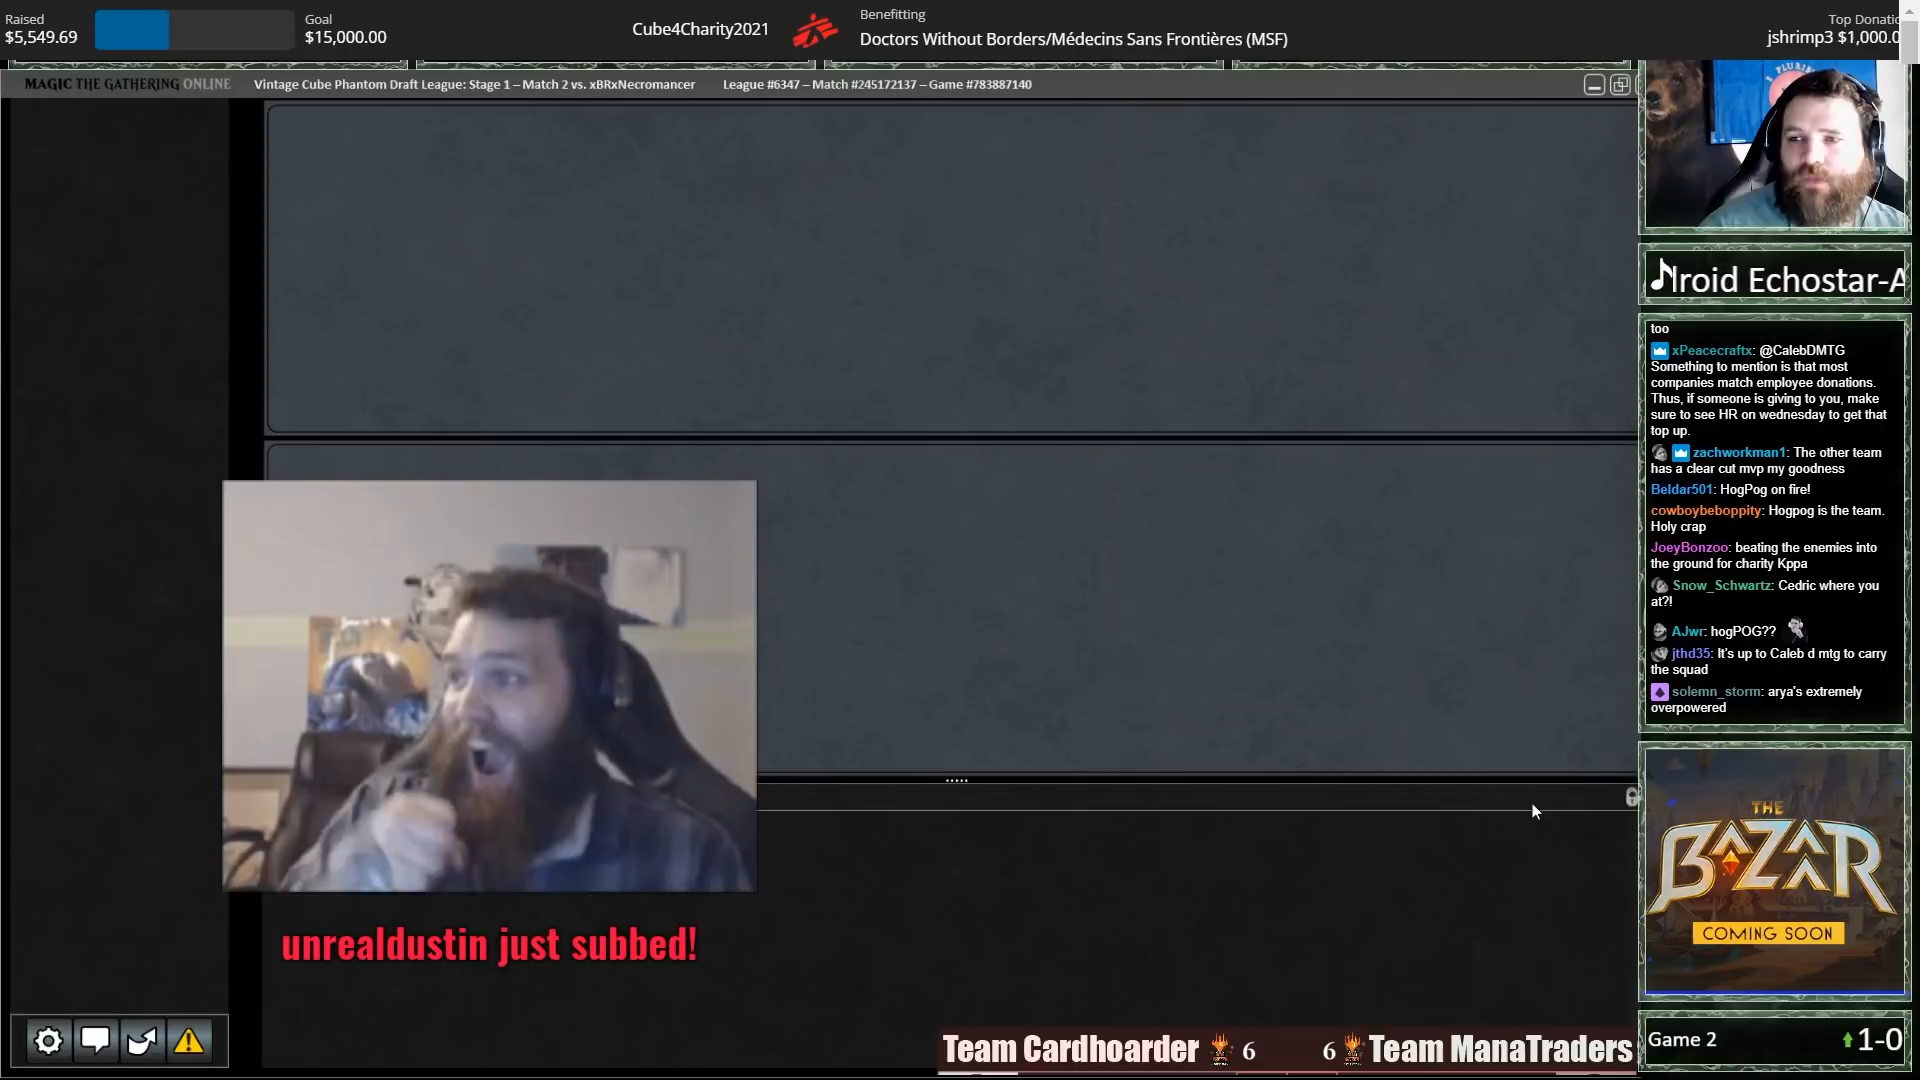 Raised
$5,549.69
Goal
$15,000.00
Cube4Charity2021
Benefitting
Doctors Without Borders/Médecins Sans Frontières (MSF)
Top Donatio
jshrimp3 $1,000.0
MAGIC THE GATHERING ONLINE
Vintage Cube Phantom Draft League: Stage 1 – Match 2 vs. xBRxNecromancer
League #6347 – Match #245172137 – Game #783887140
droid Echostar-A
too
xPeacecraftx: @CalebDMTG
Something to mention is that most
companies match employee donations.
Thus, if someone is giving to you, make
sure to see HR on wednesday to get that
top up.
zachworkman1: The other team
has a clear cut mvp my goodness
Beldar501: HogPog on fire!
cowboybeboppity: Hogpog is the team.
Holy crap
JoeyBonzoo: beating the enemies into
the ground for charity Kppa
Snow_Schwartz: Cedric where you
at?!
AJwr: hogPOG??
jthd35: It's up to Caleb d mtg to carry
the squad
solemn_storm: arya's extremely
overpowered
THE
BAZAAR
COMING SOON
unrealdustin just subbed!
Team Cardhoarder 6
6 Team ManaTraders
Game 2
1-0